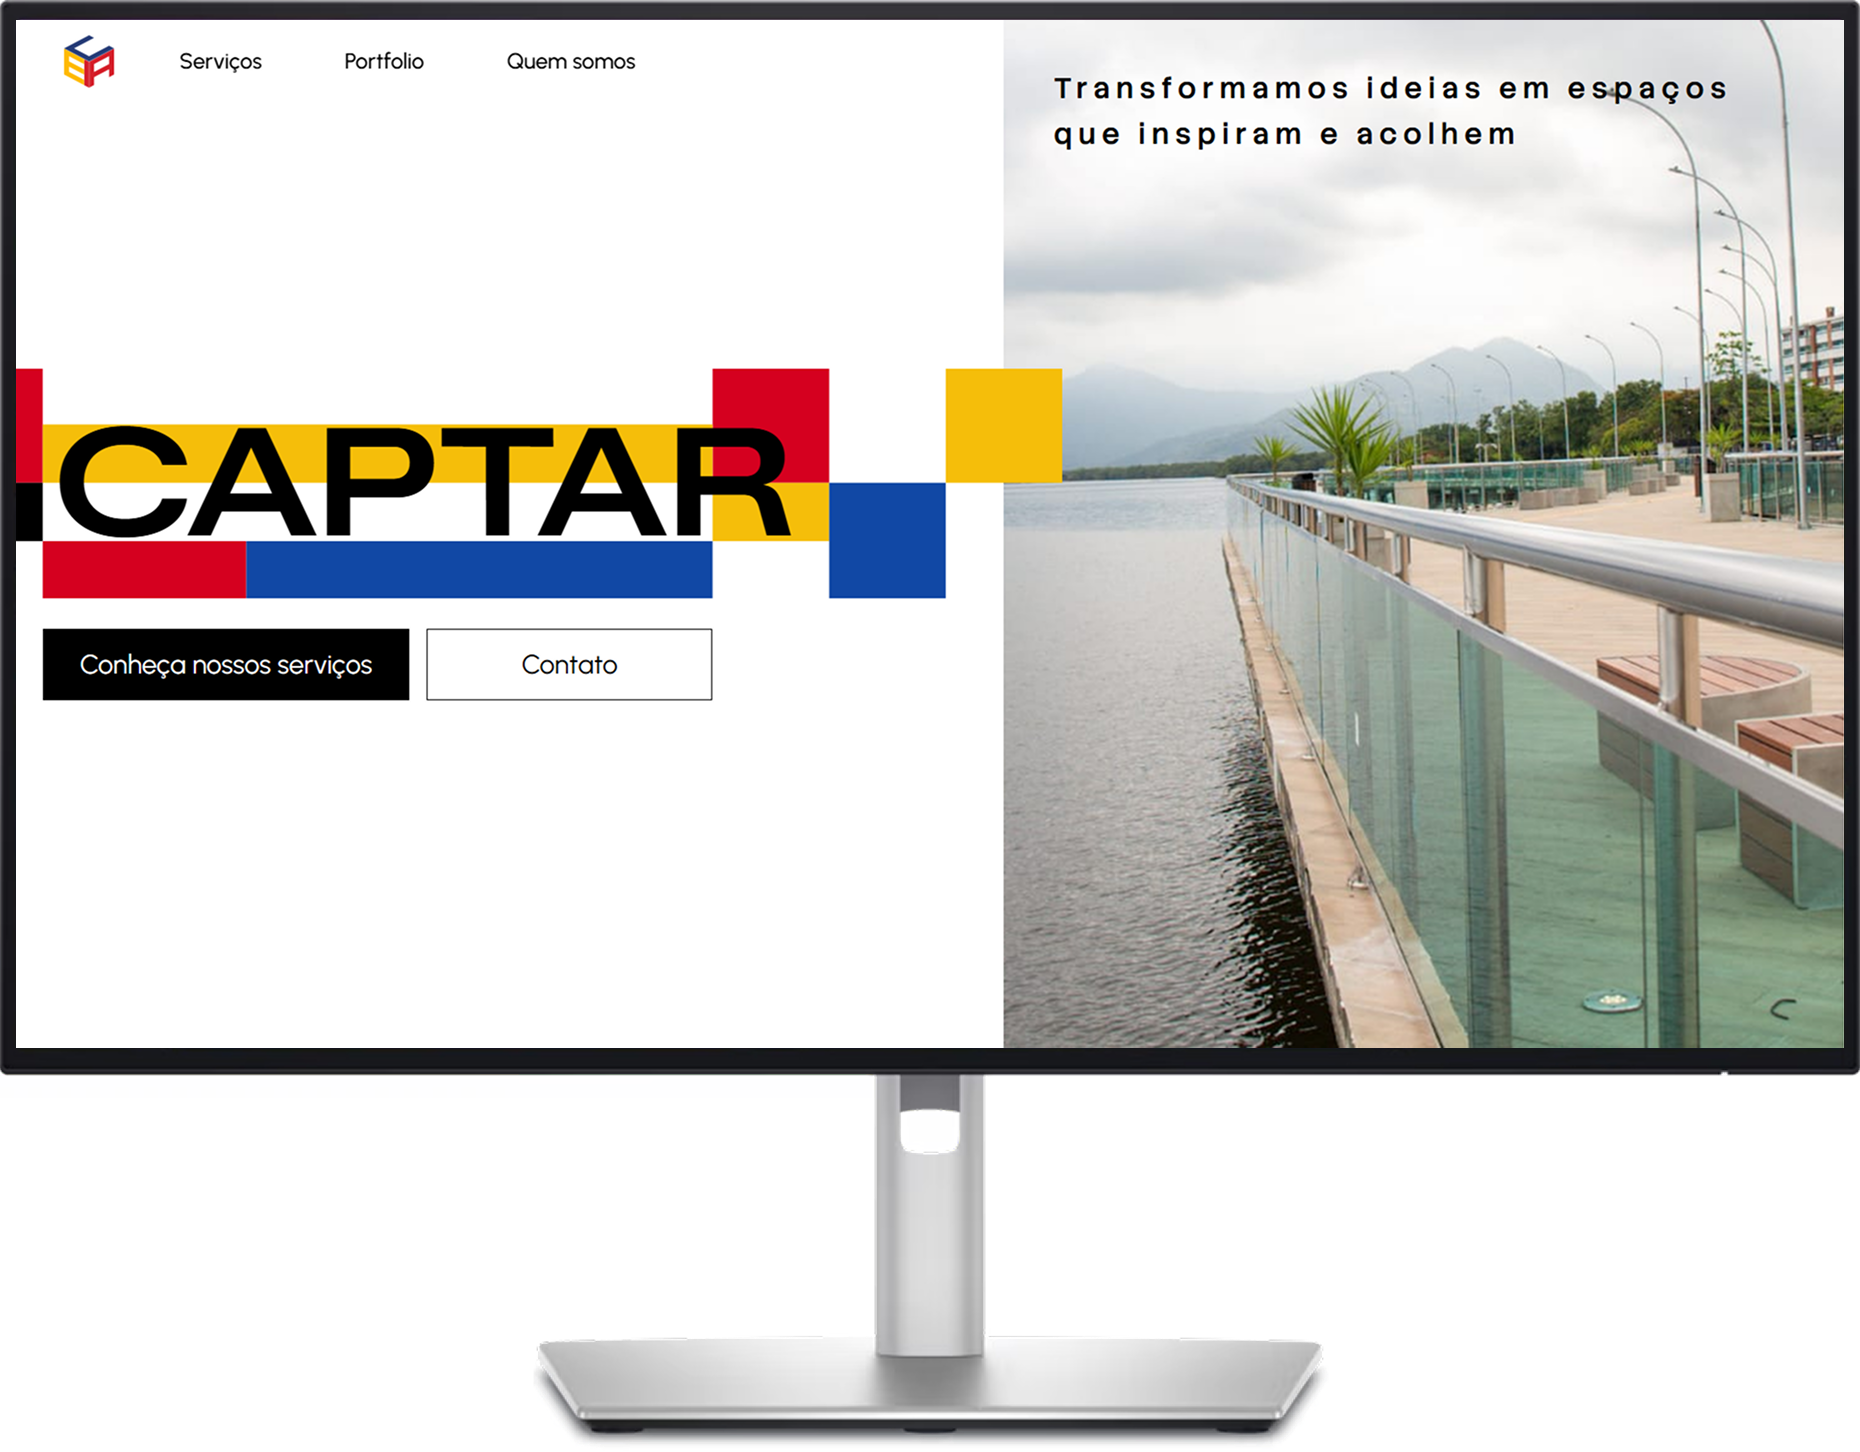 Serviços
Portfolio
Quem somos
Transformamos ideias em espaços
que inspiram e acolhem
CAPTAR
Conheça nossos serviços
Contato